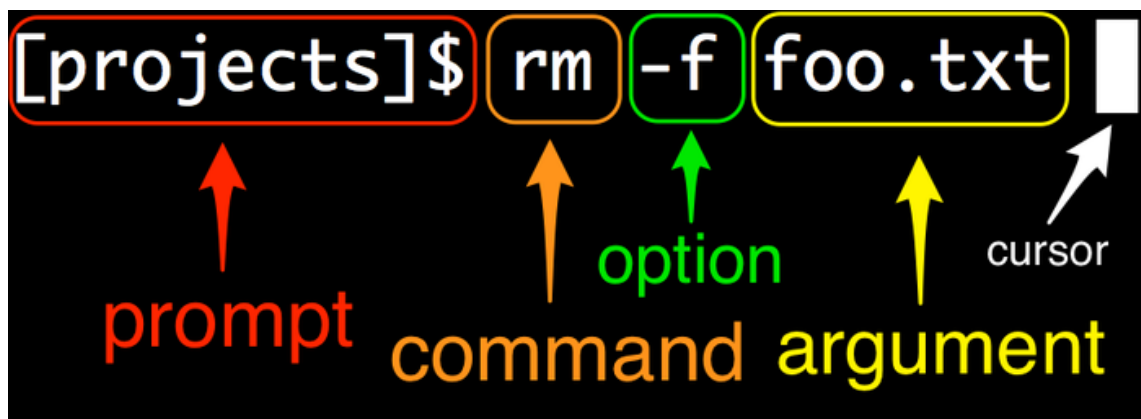 [projects]$ rm -f foo.txt
option
cursor
prompt
command
argument